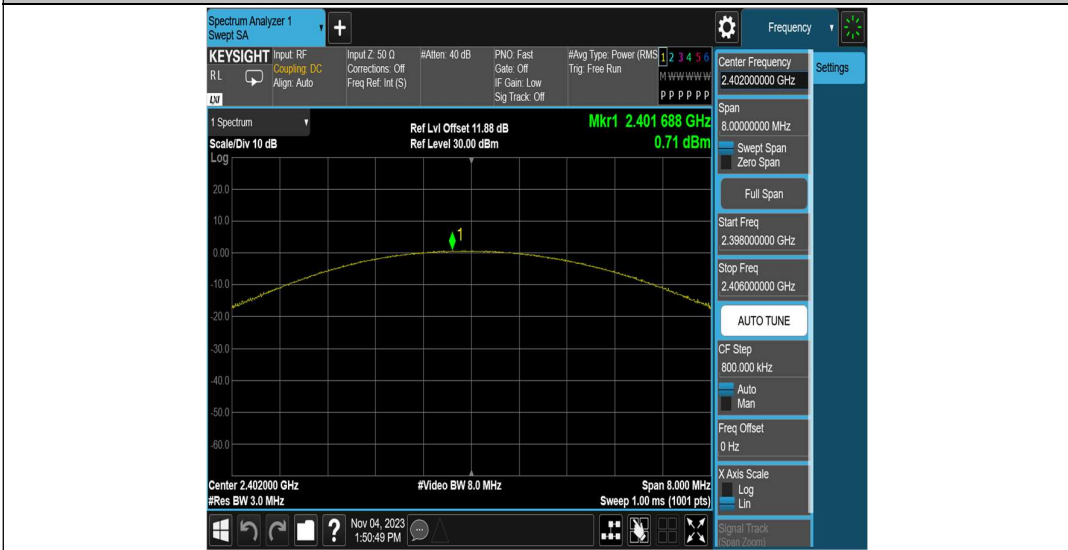 Spectrum Analyzer 1
Swept SA
Frequency
KEYSIGHT
RL
LXI
Input: RF
Coupling: DC
Align: Auto
Input Z: 50 Ω
Corrections: Off
Freq Ref: Int (S)
#Atten: 40 dB
PNO: Fast
Gate: Off
IF Gain: Low
Sig Track: Off
#Avg Type: Power (RMS
Trig: Free Run
1 2 3 4 5 6
M W W W W W
P P P P P P
1 Spectrum
Scale/Div 10 dB
Log
Ref Lvl Offset 11.88 dB
Ref Level 30.00 dBm
Mkr1 2.401 688 GHz
0.71 dBm
1
20.0
10.0
0.00
-10.0
-20.0
-30.0
-40.0
-50.0
-60.0
Center 2.402000 GHz
#Res BW 3.0 MHz
#Video BW 8.0 MHz
Span 8.000 MHz
Sweep 1.00 ms (1001 pts)
?
Nov 04, 2023
1:50:49 PM
Center Frequency
2.402000000 GHz
Settings
Span
8.00000000 MHz
Swept Span
Zero Span
Full Span
Start Freq
2.398000000 GHz
Stop Freq
2.406000000 GHz
AUTO TUNE
CF Step
800.000 kHz
Auto
Man
Freq Offset
0 Hz
X Axis Scale
Log
Lin
Signal Track
(Span Zoom)